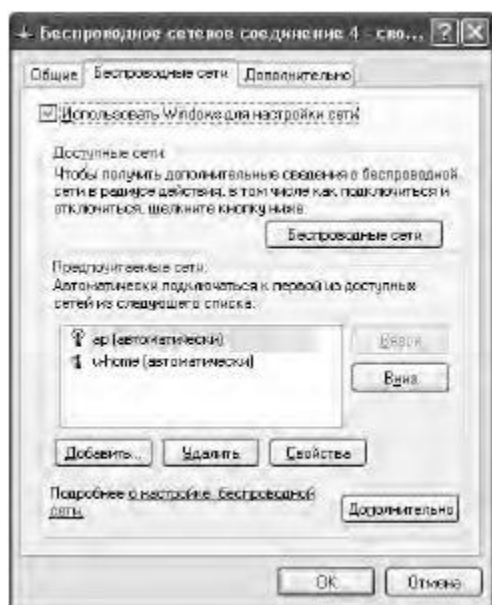 Беспроводное сетевое соединение 4 - сво...
Общие Беспроводные сети Дополнительно
Использовать Windows для настройки сети
Доступные сети:
Чтобы получить дополнительные сведения о беспроводной
сети в радиусе действия, в том числе как подключиться и
отключиться, щелкните кнопку ниже.
Беспроводные сети
Предпочитаемые сети:
Автоматически подключаться к первой из доступных
сетей из следующего списка:
ap (автоматически)
Вверх
(автоматически)
Вниз
Добавить... Удалить Свойства
Подробнее о настройке беспроводной
сети.
Дополнительно
OK Отмена